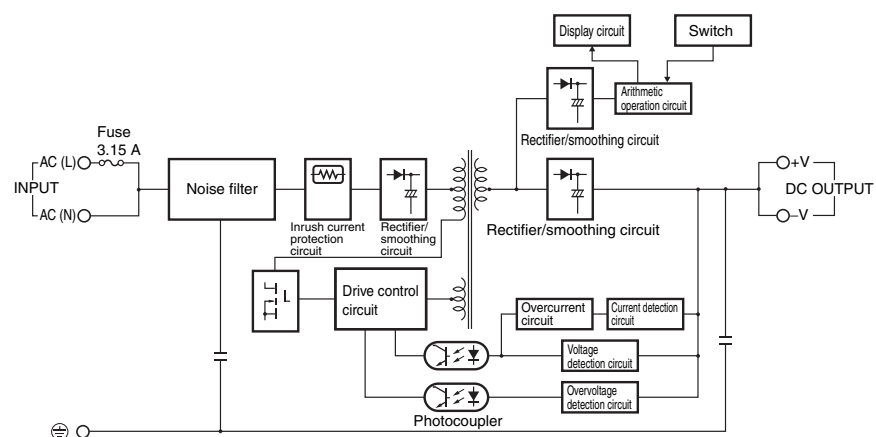 Display circuit
Switch
Arithmetic
operation circuit
Rectifier/smoothing circuit
Fuse
3.15 A
AC (L)
INPUT
AC (N)
Noise filter
Inrush current
protection
circuit
Rectifier/
smoothing
circuit
Rectifier/smoothing circuit
+V
DC OUTPUT
–V
L
Drive control
circuit
Overcurrent
circuit
Current detection
circuit
Voltage
detection circuit
Overvoltage
detection circuit
Photocoupler